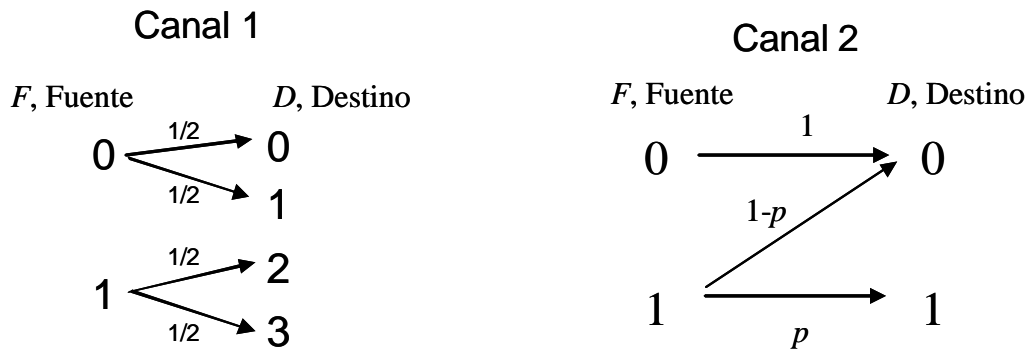 Canal 1
F, Fuente
D, Destino
0
1/2
0
1/2
1
1
1/2
2
1/2
3
Canal 2
F, Fuente
D, Destino
0
1
0
1-p
1
p
1